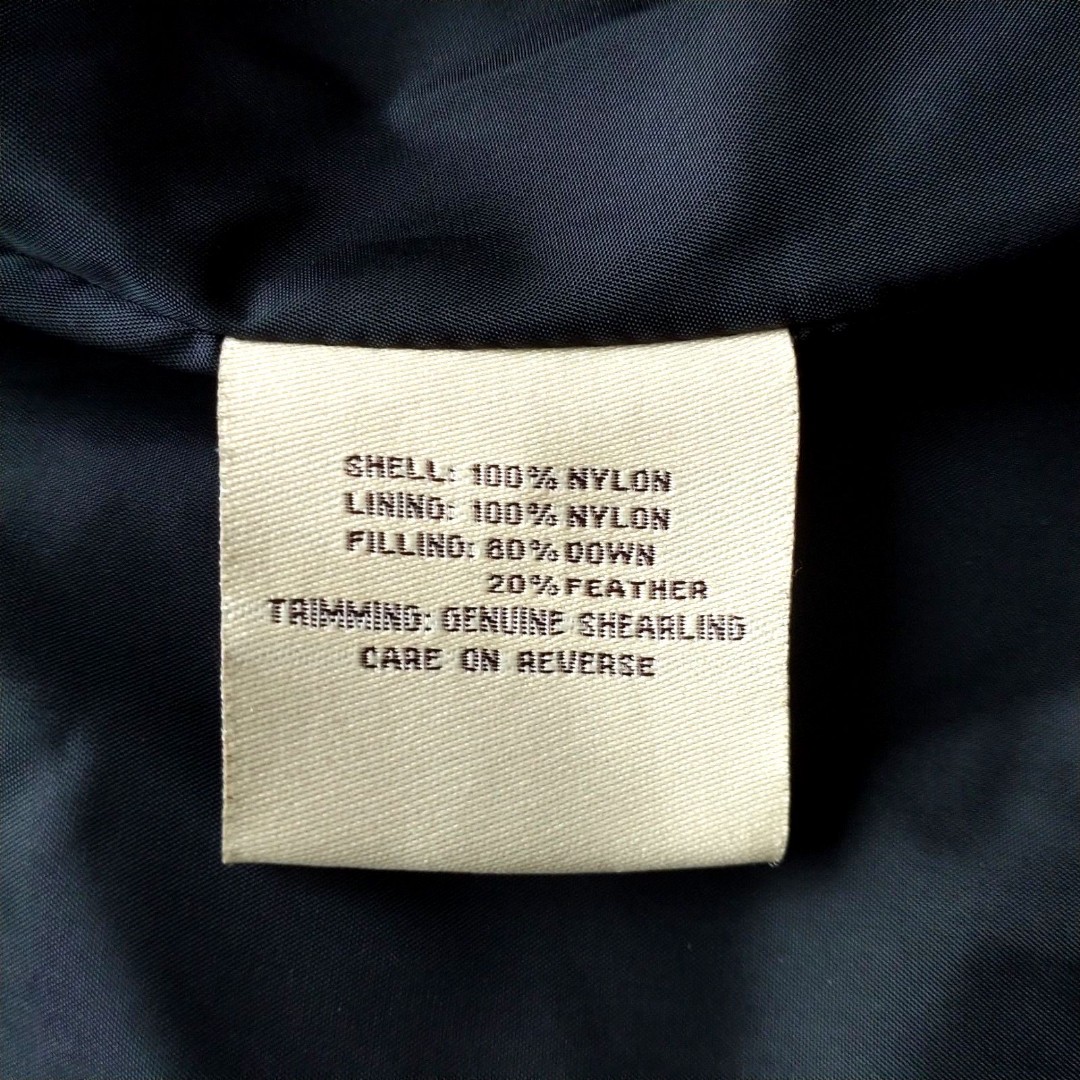 SHELL: 100% NYLON
LINING: 100% NYLON
FILLING: 80% DOWN
20% FEATHER
TRIMMING: GENUINE SHEARLING
CARE ON REVERSE